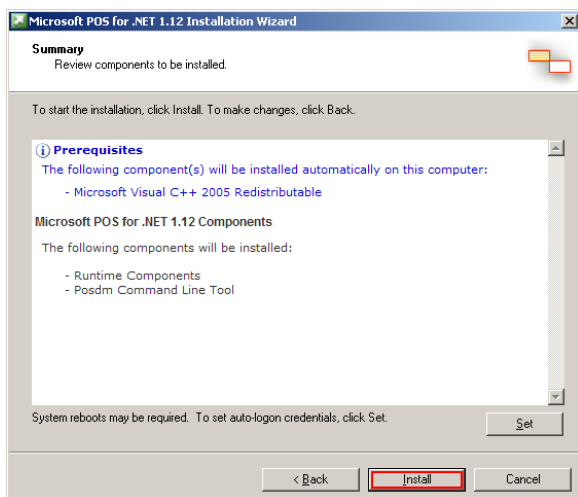 Microsoft POS for .NET 1.12 Installation Wizard
Summary
Review components to be installed.
To start the installation, click Install. To make changes, click Back.
Prerequisites
The following component(s) will be installed automatically on this computer:
- Microsoft Visual C++ 2005 Redistributable
Microsoft POS for .NET 1.12 Components
The following components will be installed:
- Runtime Components
- Posdm Command Line Tool
System reboots may be required. To set auto-logon credentials, click Set.
Set
< Back
Install
Cancel